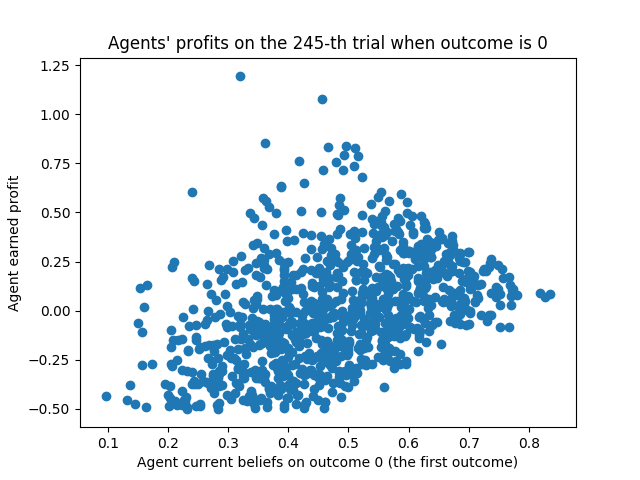 Agents' profits on the 245-th trial when outcome is 0
1.25
1.00
0.75
0.50
0.25
0.00
−0.25
−0.50
Agent earned profit
0.1 0.2 0.3 0.4 0.5 0.6 0.7 0.8
Agent current beliefs on outcome 0 (the first outcome)